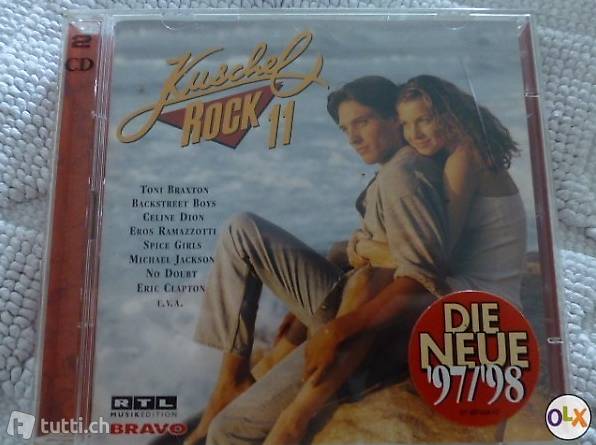 2
CD
Kuschel
ROCK 11
TONI BRAXTON
BACKSTREET BOYS
CELINE DION
EROS RAMAZZOTTI
SPICE GIRLS
MICHAEL JACKSON
NO DOUBT
ERIC CLAPTON
U.V.A.
DIE
NEUE
'97/'98
RTL
MUSIKEDITION
BRAVO
tutti.ch
OLX